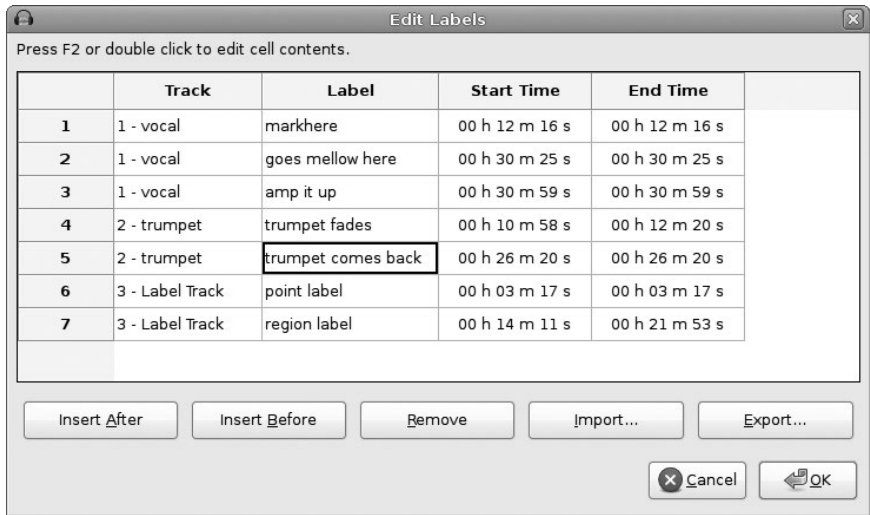 Edit Labels
Press F2 or double click to edit cell contents.
Track Label Start Time End Time
1 1 - vocal markhere 00 h 12 m 16 s 00 h 12 m 16 s
2 1 - vocal goes mellow here 00 h 30 m 25 s 00 h 30 m 25 s
3 1 - vocal amp it up 00 h 30 m 59 s 00 h 30 m 59 s
4 2 - trumpet trumpet fades 00 h 10 m 58 s 00 h 12 m 20 s
5 2 - trumpet trumpet comes back 00 h 26 m 20 s 00 h 26 m 20 s
6 3 - Label Track point label 00 h 03 m 17 s 00 h 03 m 17 s
7 3 - Label Track region label 00 h 14 m 11 s 00 h 21 m 53 s
Insert After Insert Before Remove Import... Export...
Cancel OK